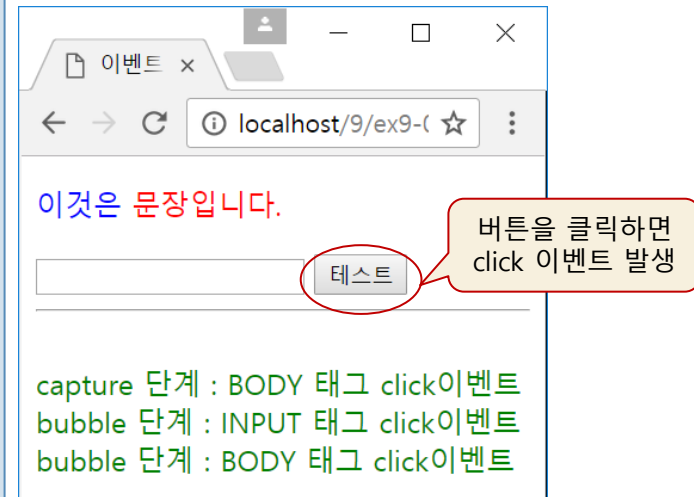 이벤트
localhost/9/ex9-(
이것은 문장입니다.
버튼을 클릭하면
click 이벤트 발생
테스트
capture 단계 : BODY 태그 click이벤트
bubble 단계 : INPUT 태그 click이벤트
bubble 단계 : BODY 태그 click이벤트